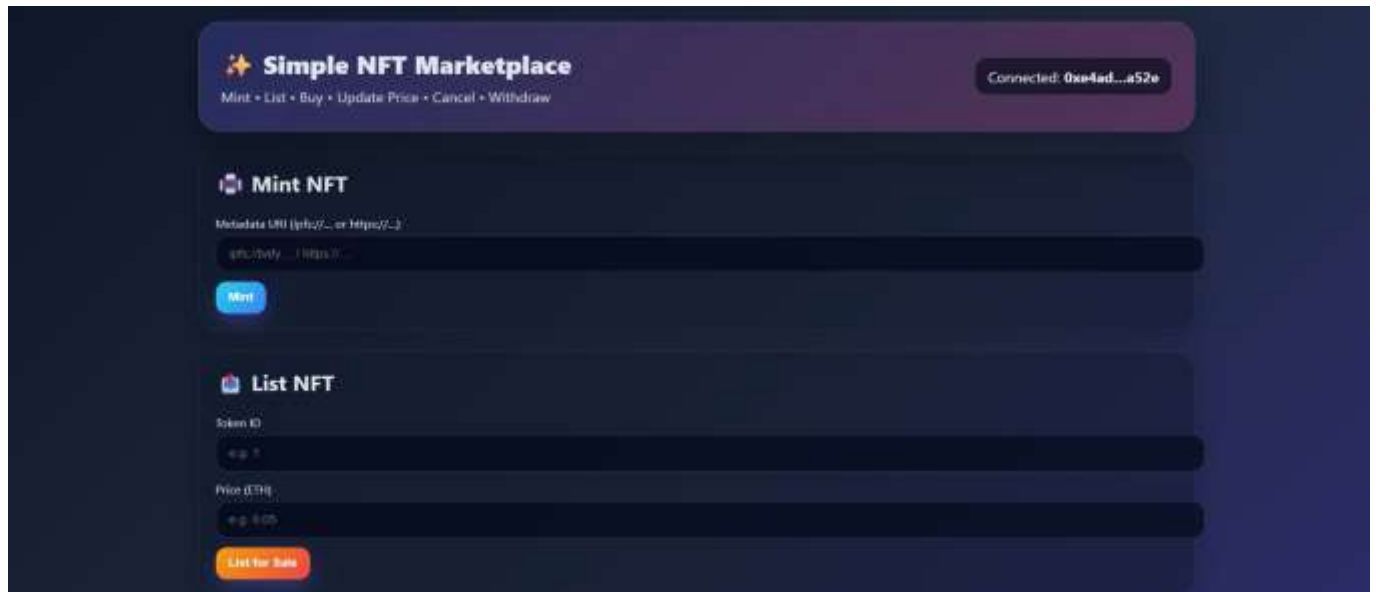 Simple NFT Marketplace
Mint • List • Buy • Update Price • Cancel • Withdraw
Connected: 0xe4ad...a52e
Mint NFT
Metadata URI (ipfs://... or https://...)
Mint
List NFT
Token ID
e.g. 1
Price (ETH)
e.g. 0.05
List for Sale